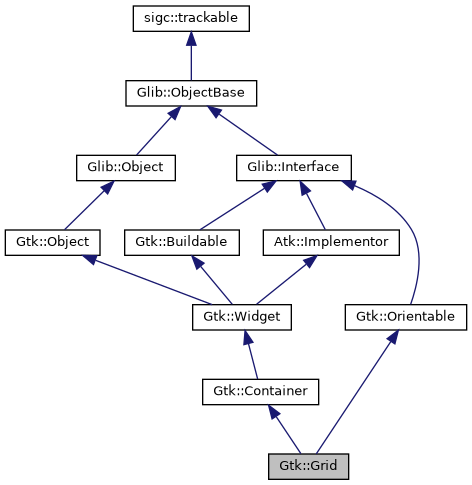 sigc::trackable
Glib::ObjectBase
Glib::Object
Glib::Interface
Gtk::Object
Gtk::Buildable
Atk::Implementor
Gtk::Widget
Gtk::Orientable
Gtk::Container
Gtk::Grid